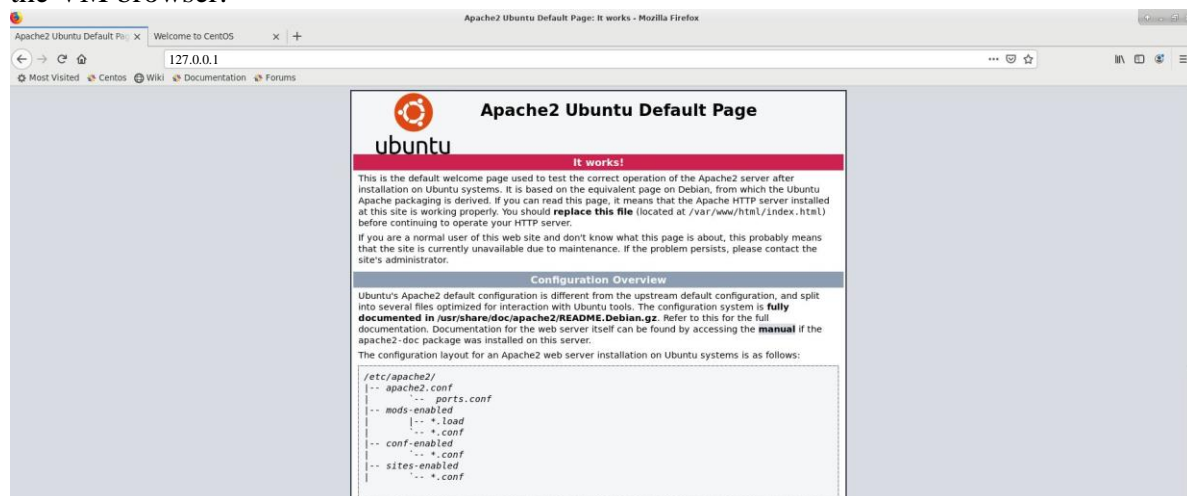 the VM browser.
Apache2 Ubuntu Default Page: It works - Mozilla Firefox
Apache2 Ubuntu Default Pag X Welcome to CentOS X +
127.0.0.1
Most Visited Centos Wiki Documentation Forums
Apache2 Ubuntu Default Page
ubuntu
It works!
This is the default welcome page used to test the correct operation of the Apache2 server after
installation on Ubuntu systems. It is based on the equivalent page on Debian, from which the Ubuntu
Apache packaging is derived. If you can read this page, it means that the Apache HTTP server installed
at this site is working properly. You should replace this file (located at /var/www/html/index.html)
before continuing to operate your HTTP server.
If you are a normal user of this web site and don't know what this page is about, this probably means
that the site is currently unavailable due to maintenance. If the problem persists, please contact the
site's administrator.
Configuration Overview
Ubuntu's Apache2 default configuration is different from the upstream default configuration, and split
into several files optimized for interaction with Ubuntu tools. The configuration system is fully
documented in /usr/share/doc/apache2/README.Debian.gz. Refer to this for the full
documentation. Documentation for the web server itself can be found by accessing the manual if the
apache2-doc package was installed on this server.
The configuration layout for an Apache2 web server installation on Ubuntu systems is as follows:
/etc/apache2/
|-- apache2.conf
|       `--  ports.conf
|-- mods-enabled
|       |-- *.load
|       `-- *.conf
|-- conf-enabled
|       `-- *.conf
|-- sites-enabled
|       `-- *.conf